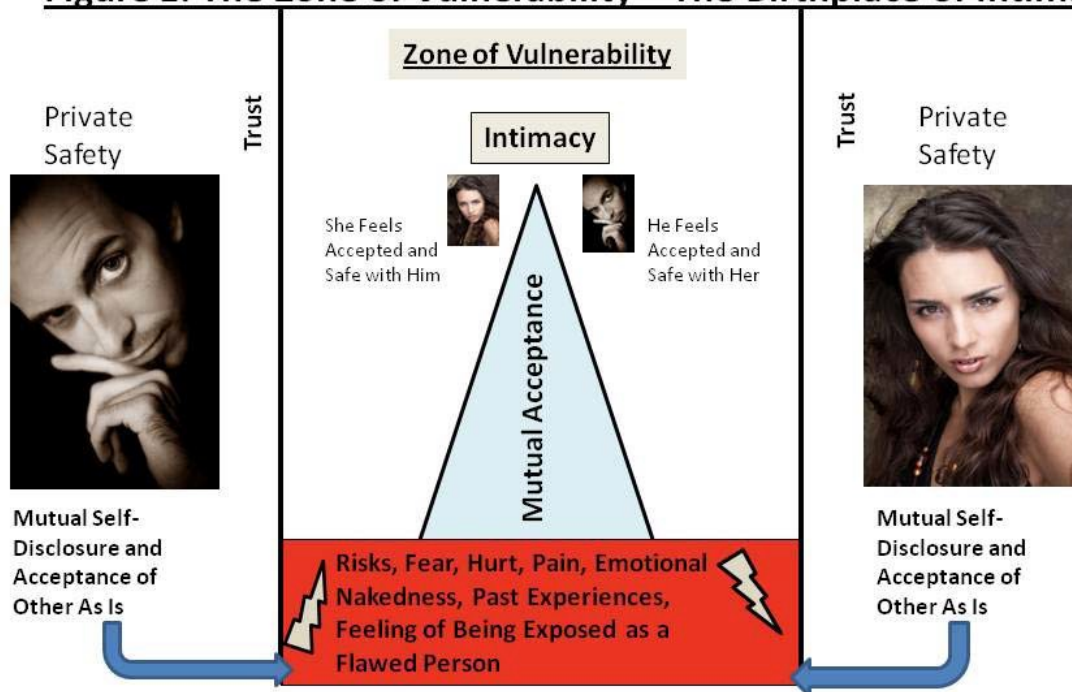 Zone of Vulnerability
Private
Safety
Trust
Intimacy
She Feels
Accepted and
Safe with Him
He Feels
Accepted and
Safe with Her
Mutual Acceptance
Trust
Private
Safety
Mutual Self-
Disclosure and
Acceptance of
Other As Is
Risks, Fear, Hurt, Pain, Emotional
Nakedness, Past Experiences,
Feeling of Being Exposed as a
Flawed Person
Mutual Self-
Disclosure and
Acceptance of
Other As Is